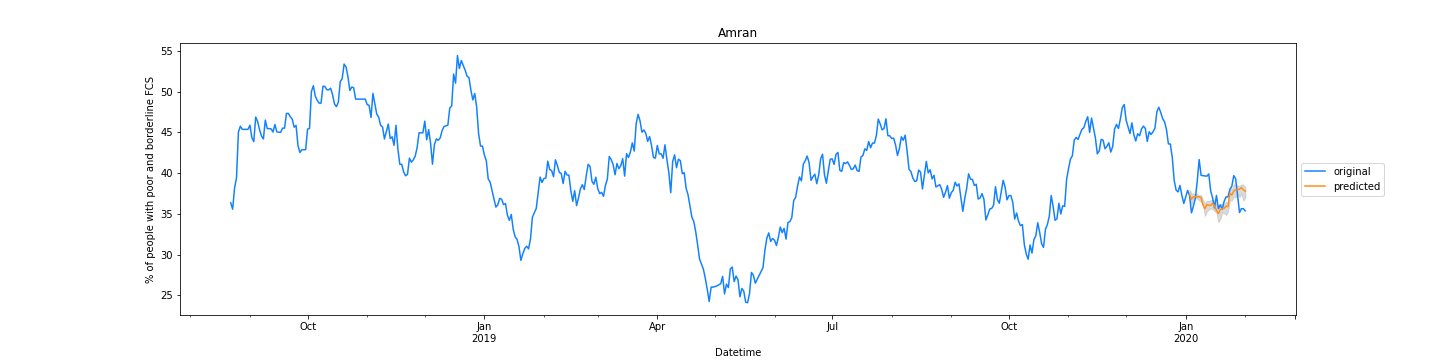 Amran
% of people with poor and borderline FCS
55
50
45
40
35
30
25
Oct
Jan
2019
Apr
Jul
Oct
Jan
2020
Datetime
original
predicted